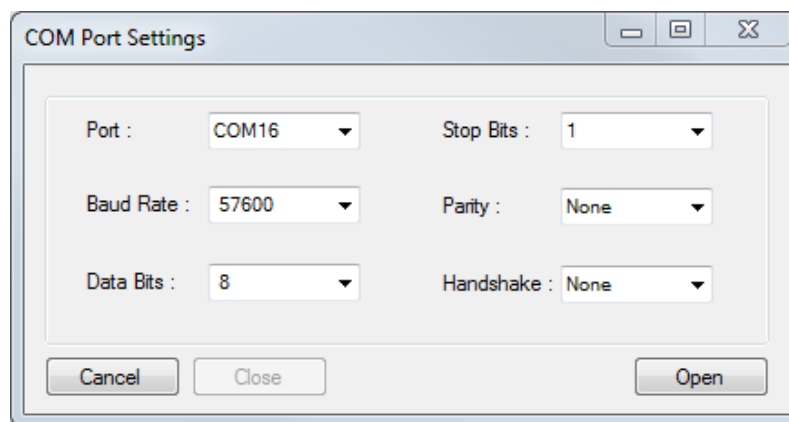 COM Port Settings
Port : COM16 Stop Bits : 1
Baud Rate : 57600 Parity : None
Data Bits : 8 Handshake : None
Cancel Close Open